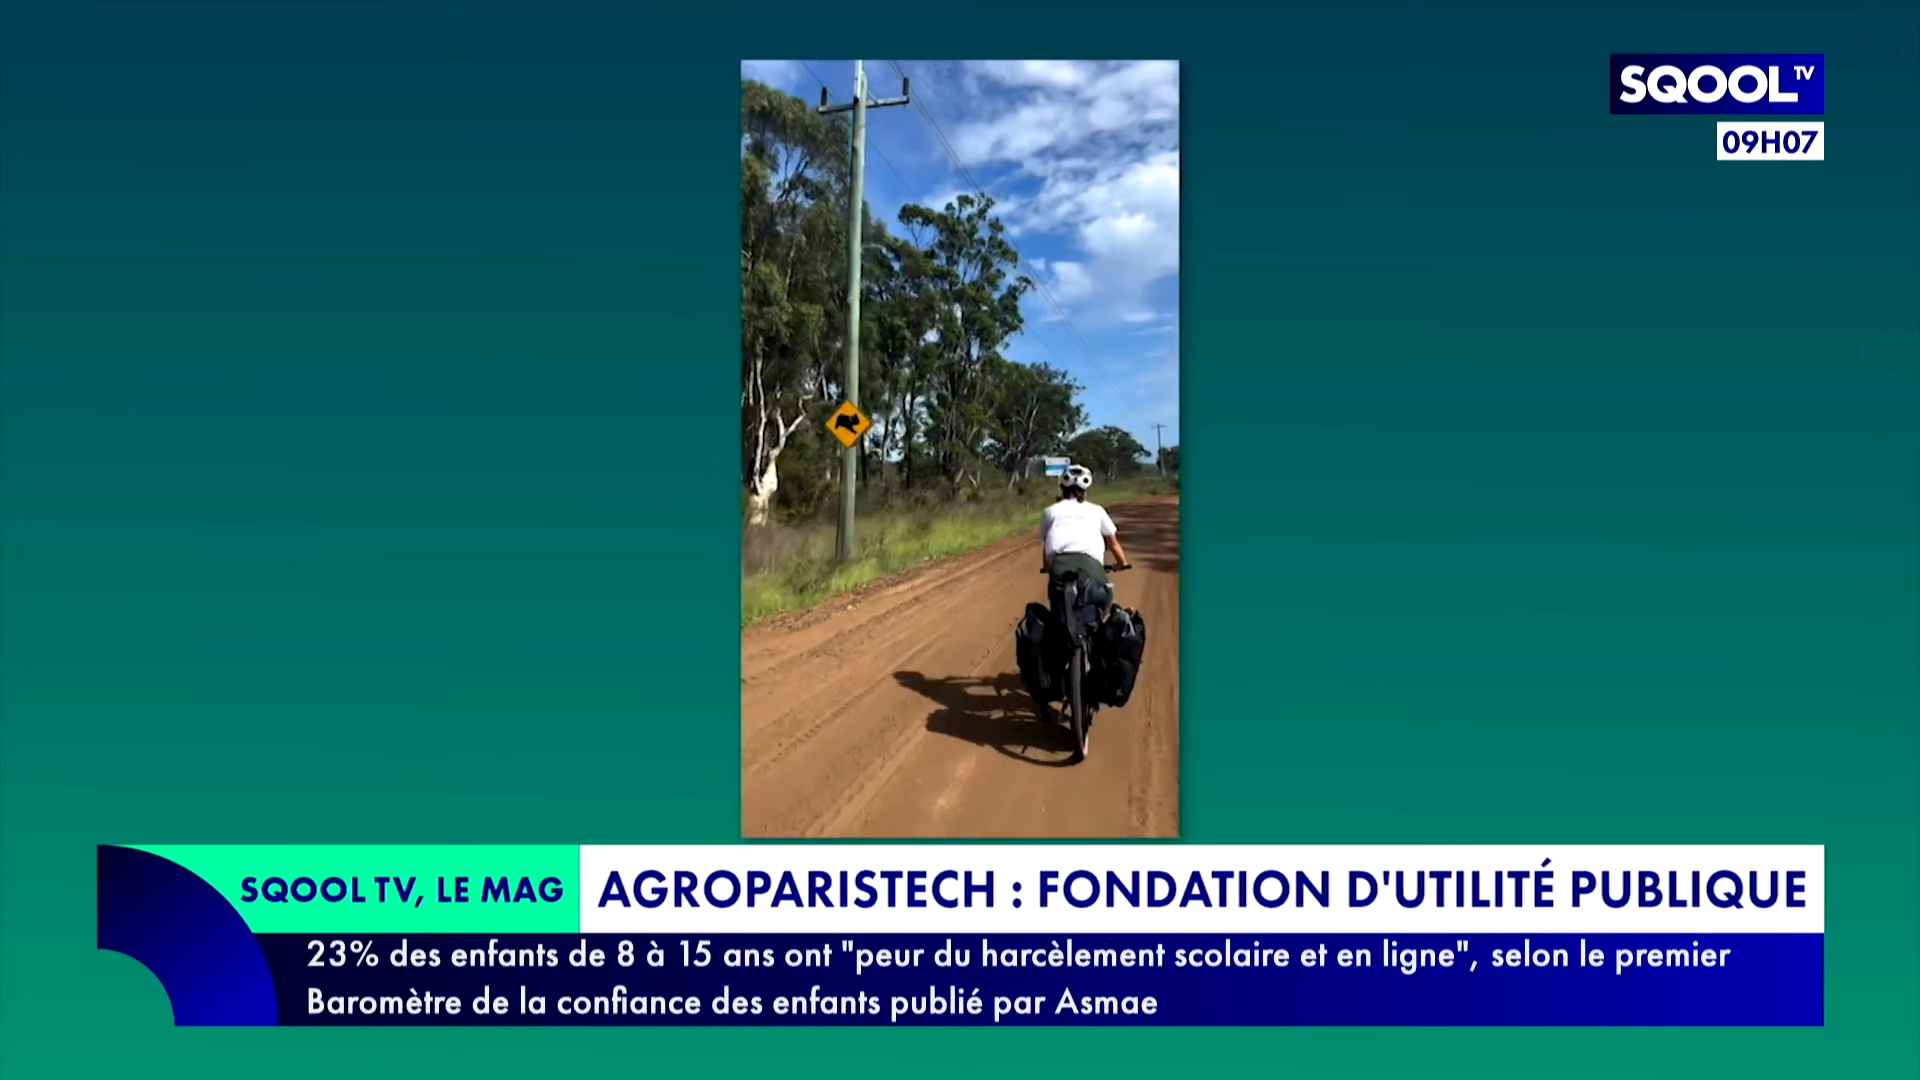 SQOOL TV
09H07
SQOOL TV, LE MAG
AGROPARISTECH : FONDATION D'UTILITÉ PUBLIQUE
23% des enfants de 8 à 15 ans ont "peur du harcèlement scolaire et en ligne", selon le premier
Baromètre de la confiance des enfants publié par Asmae